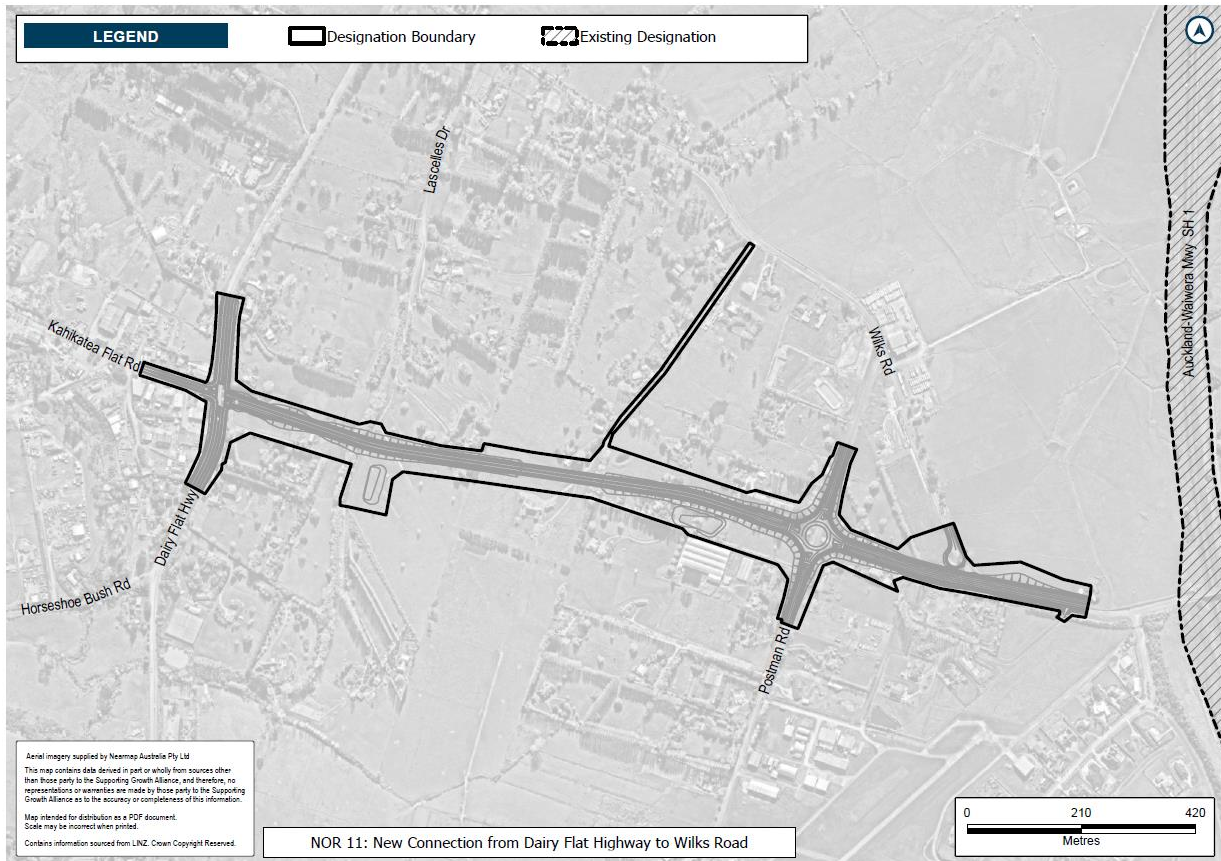 LEGEND
Designation Boundary
Existing Designation
Lascelles Dr
Auckland-Waiwera Mwy SH 1
Kahikatea Flat Rd
Wilks Rd
Dairy Flat Hwy
Horseshoe Bush Rd
Postman Rd
Aerial imagery supplied by Nearmap Australia Pty Ltd
This map contains data derived in part or wholly from sources other
than those party to the Supporting Growth Alliance, and therefore, no
representations or warranties are made by those party to the Supporting
Growth Alliance as to the accuracy or completeness of this information.
Map intended for distribution as a PDF document.
Scale may be incorrect when printed.
Contains information sourced from LINZ. Crown Copyright Reserved.
NOR 11: New Connection from Dairy Flat Highway to Wilks Road
0 210 420
Metres